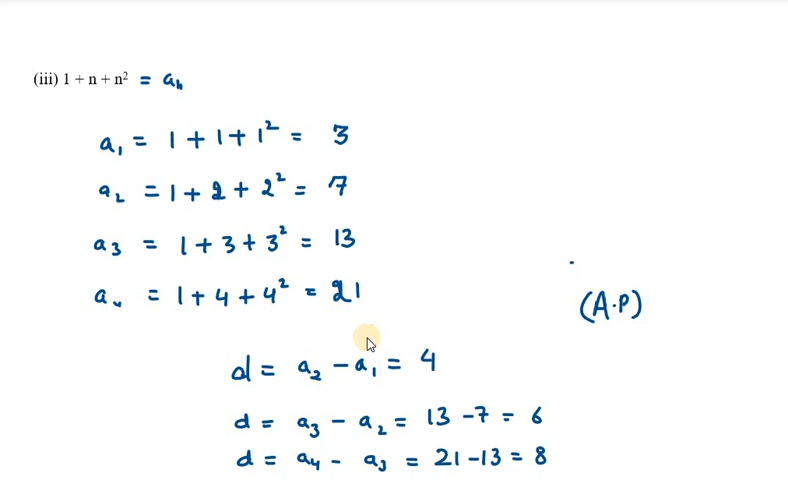 (iii) 1 + n + n² = aₙ
a₁ = 1 + 1 + 1² = 3
a₂ = 1 + 2 + 2² = 7
a₃ = 1 + 3 + 3² = 13
a₄ = 1 + 4 + 4² = 21
(A.P)
d = a₂ - a₁ = 4
d = a₃ - a₂ = 13 - 7 = 6
d = a₄ - a₃ = 21 - 13 = 8